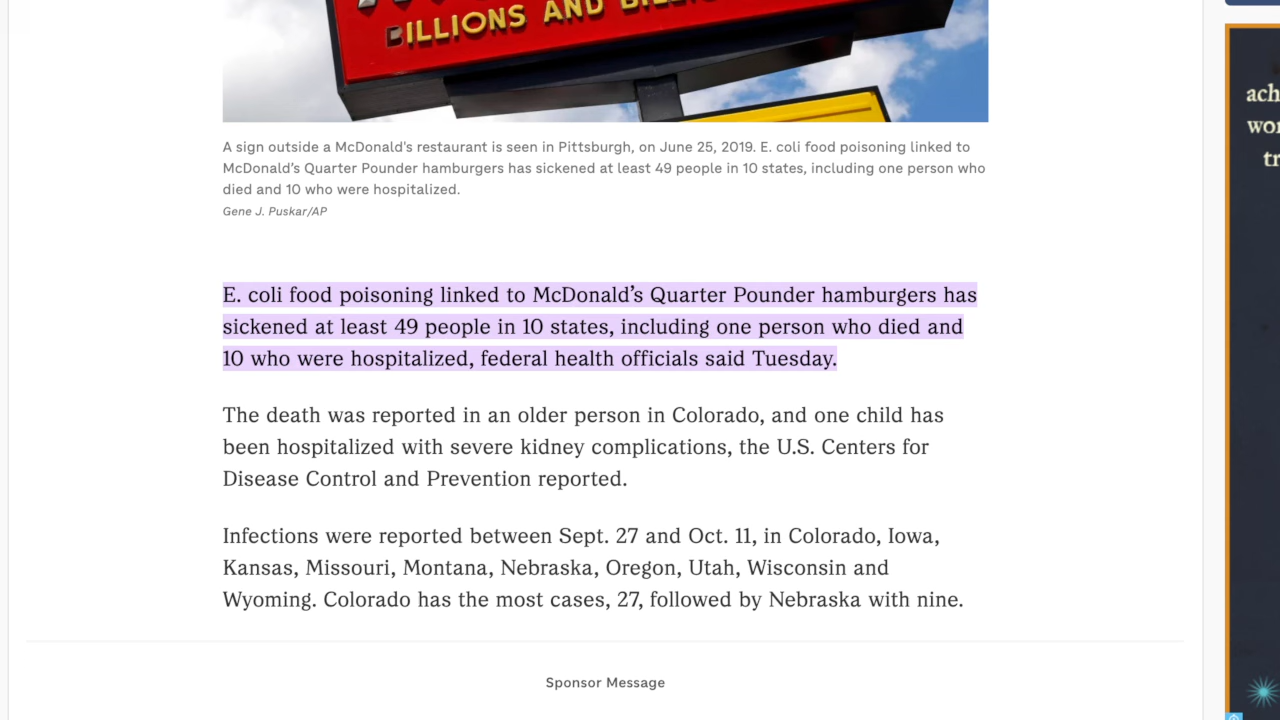 BILLIONS AND
A sign outside a McDonald's restaurant is seen in Pittsburgh, on June 25, 2019. E. coli food poisoning linked to
McDonald’s Quarter Pounder hamburgers has sickened at least 49 people in 10 states, including one person who
died and 10 who were hospitalized.
Gene J. Puskar/AP
E. coli food poisoning linked to McDonald’s Quarter Pounder hamburgers has
sickened at least 49 people in 10 states, including one person who died and
10 who were hospitalized, federal health officials said Tuesday.
The death was reported in an older person in Colorado, and one child has
been hospitalized with severe kidney complications, the U.S. Centers for
Disease Control and Prevention reported.
Infections were reported between Sept. 27 and Oct. 11, in Colorado, Iowa,
Kansas, Missouri, Montana, Nebraska, Oregon, Utah, Wisconsin and
Wyoming. Colorado has the most cases, 27, followed by Nebraska with nine.
Sponsor Message